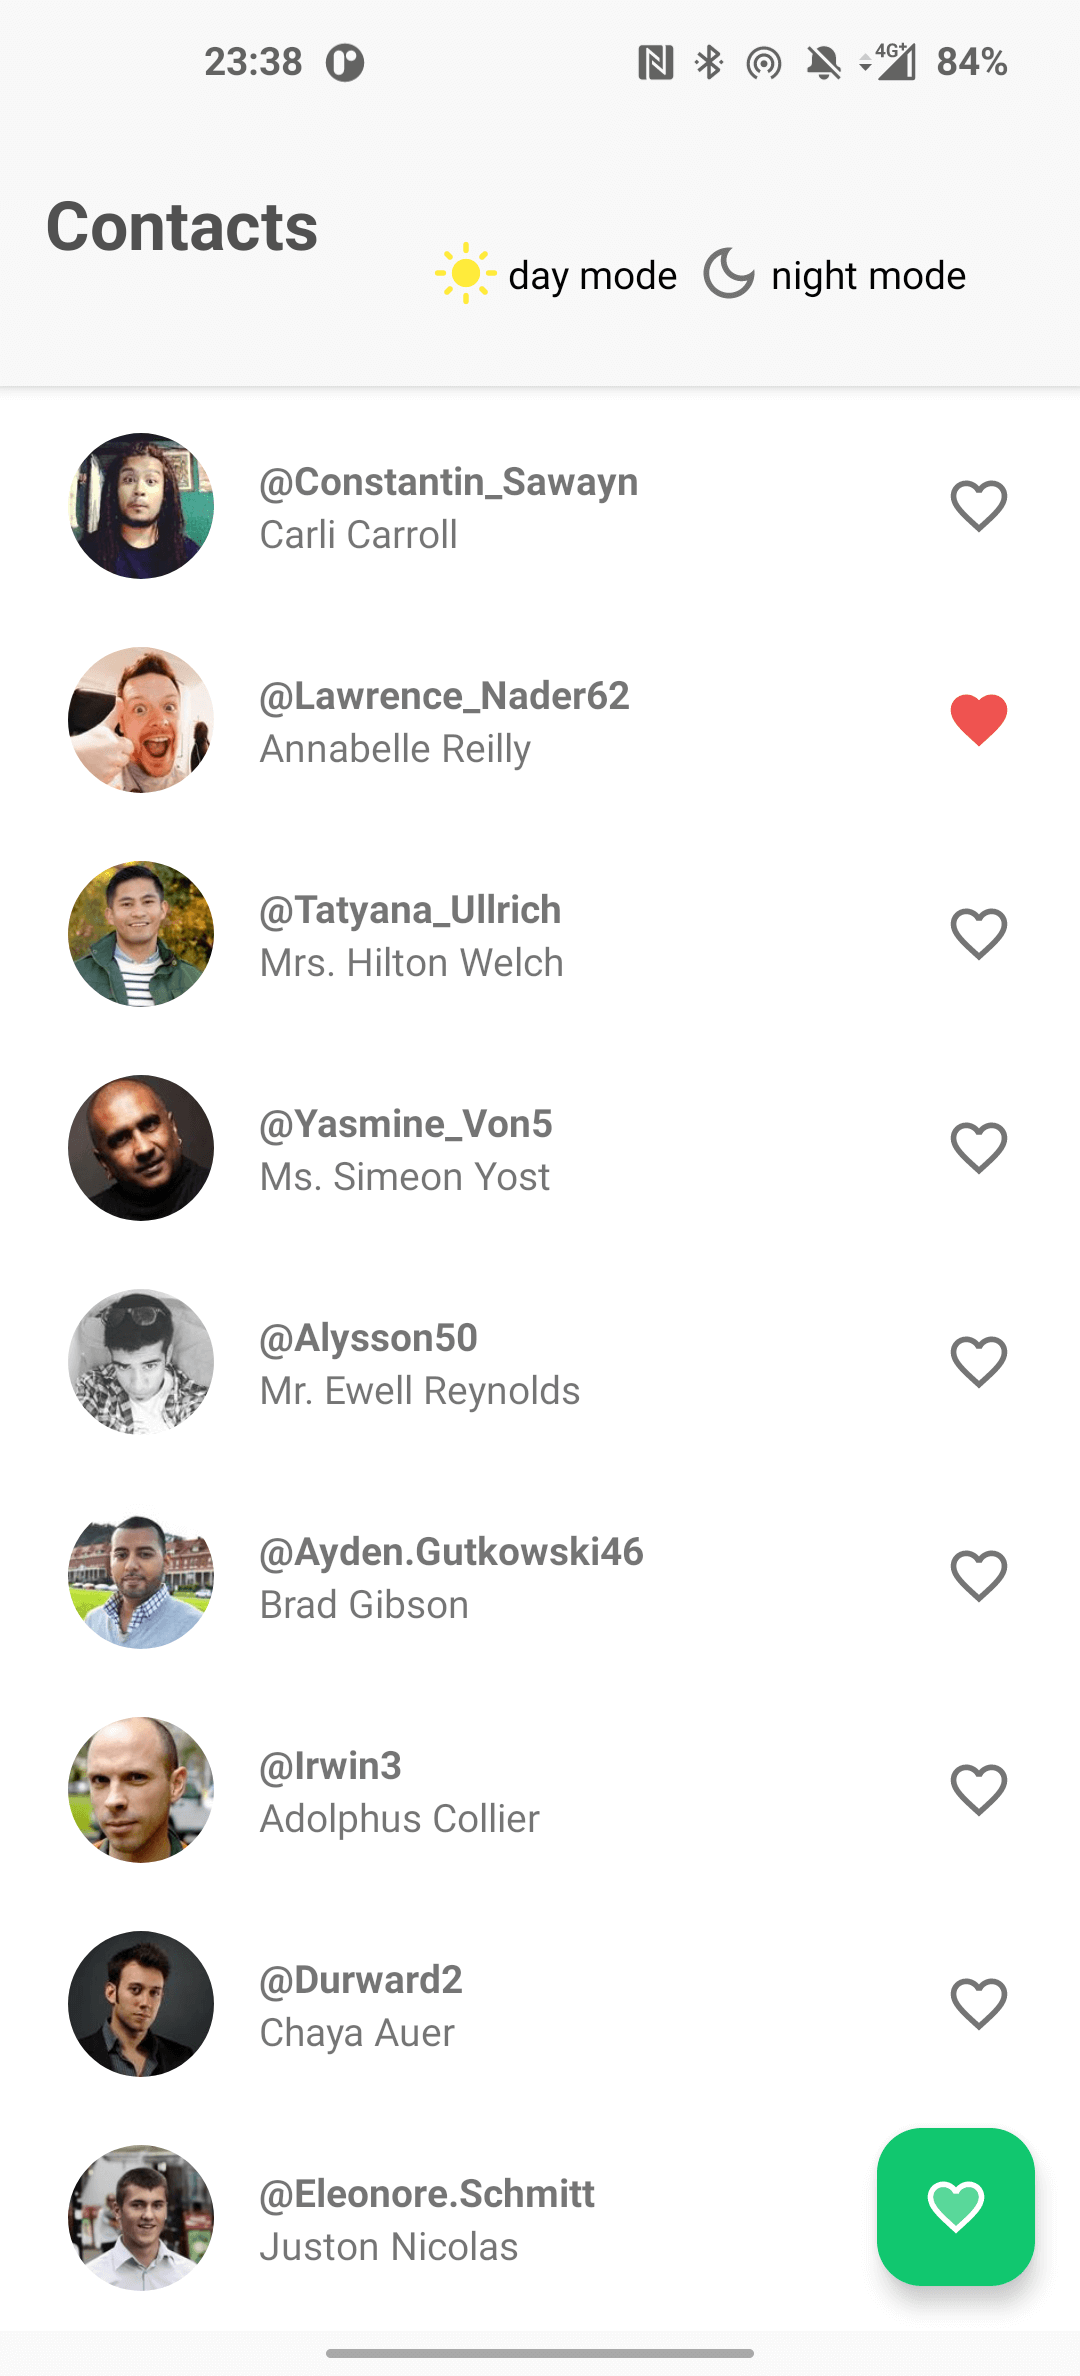 23:38 4G+ 84%
Contacts
day mode night mode
@Constantin_Sawayn
Carli Carroll
@Lawrence_Nader62
Annabelle Reilly
@Tatyana_Ullrich
Mrs. Hilton Welch
@Yasmine_Von5
Ms. Simeon Yost
@Alysson50
Mr. Ewell Reynolds
@Ayden.Gutkowski46
Brad Gibson
@Irwin3
Adolphus Collier
@Durward2
Chaya Auer
@Eleonore.Schmitt
Juston Nicolas